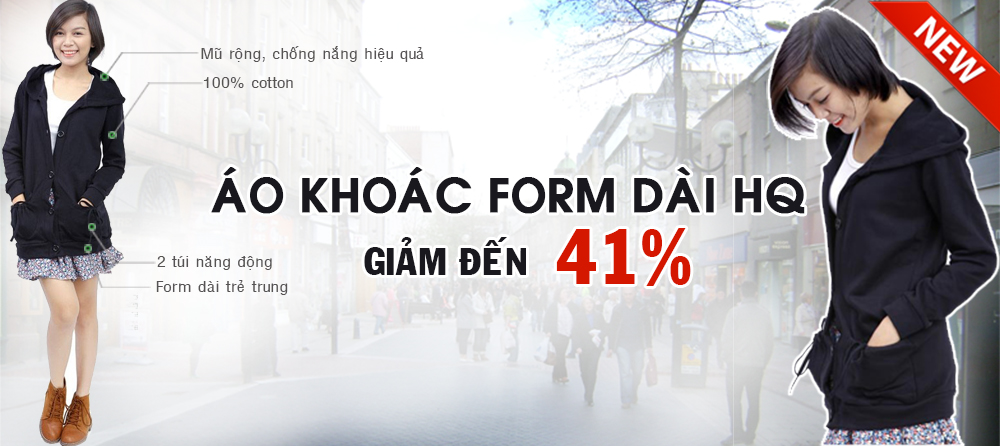 Mũ rộng, chống nắng hiệu quả
100% cotton
NEW
ÁO KHOÁC FORM DÀI HQ
GIẢM ĐẾN 41%
2 túi năng động
Form dài trẻ trung